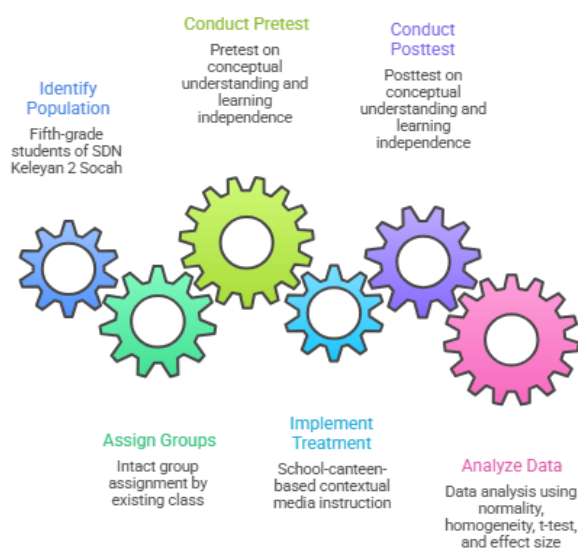 Identify
Population
Fifth-grade
students of SDN
Keleyan 2 Socah
Assign Groups
Intact group
assignment by
existing class
Conduct Pretest
Pretest on
conceptual
understanding and
learning
independence
Implement
Treatment
School-canteen-
based contextual
media instruction
Conduct
Posttest
Posttest on
conceptual
understanding and
learning
independence
Analyze Data
Data analysis using
normality,
homogeneity, t-test,
and effect size